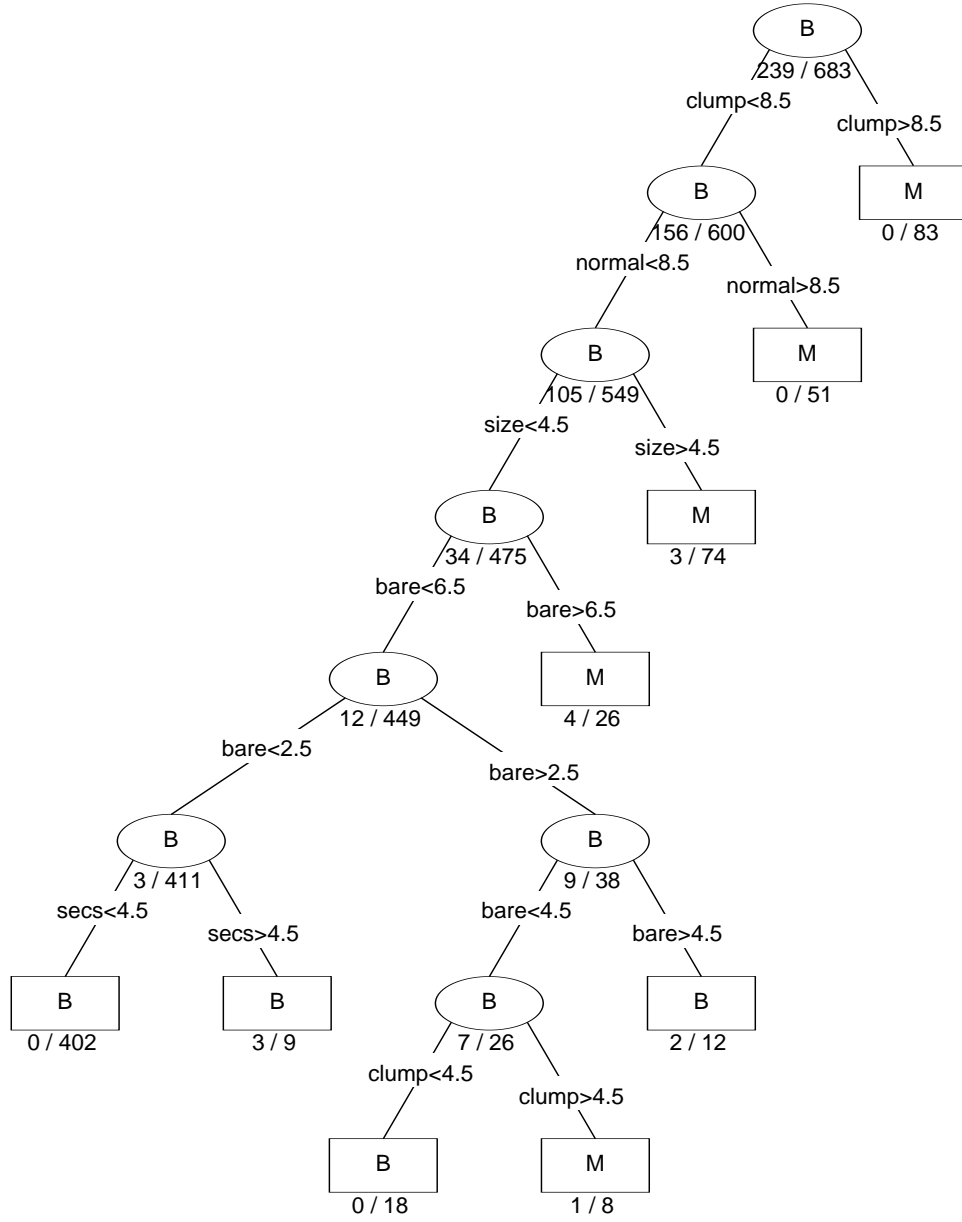 B
239 / 683
clump<8.5
clump>8.5
B
156 / 600
M
0 / 83
normal<8.5
normal>8.5
B
105 / 549
M
0 / 51
size<4.5
size>4.5
B
34 / 475
M
3 / 74
bare<6.5
bare>6.5
B
12 / 449
M
4 / 26
bare<2.5
bare>2.5
B
3 / 411
B
9 / 38
secs<4.5
secs>4.5
bare<4.5
bare>4.5
B
0 / 402
B
3 / 9
B
7 / 26
B
2 / 12
clump<4.5
clump>4.5
B
0 / 18
M
1 / 8